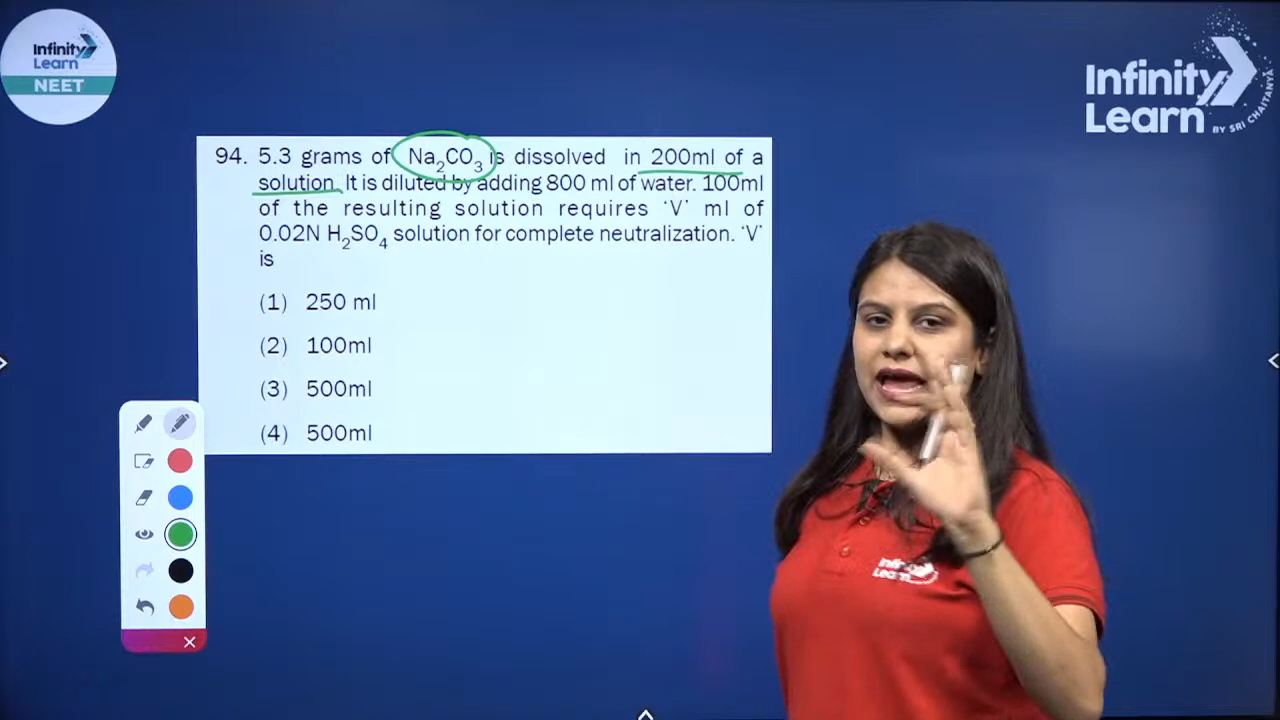 Infinity
Learn
NEET
Infinity
Learn
BY SRI CHAITANYA
94. 5.3 grams of Na₂CO₃ is dissolved in 200ml of a
solution It is diluted by adding 800 ml of water. 100ml
of the resulting solution requires ‘V’ ml of
0.02N H₂SO₄ solution for complete neutralization. ‘V’
is
(1) 250 ml
(2) 100ml
(3) 500ml
(4) 500ml
Infinity
Learn